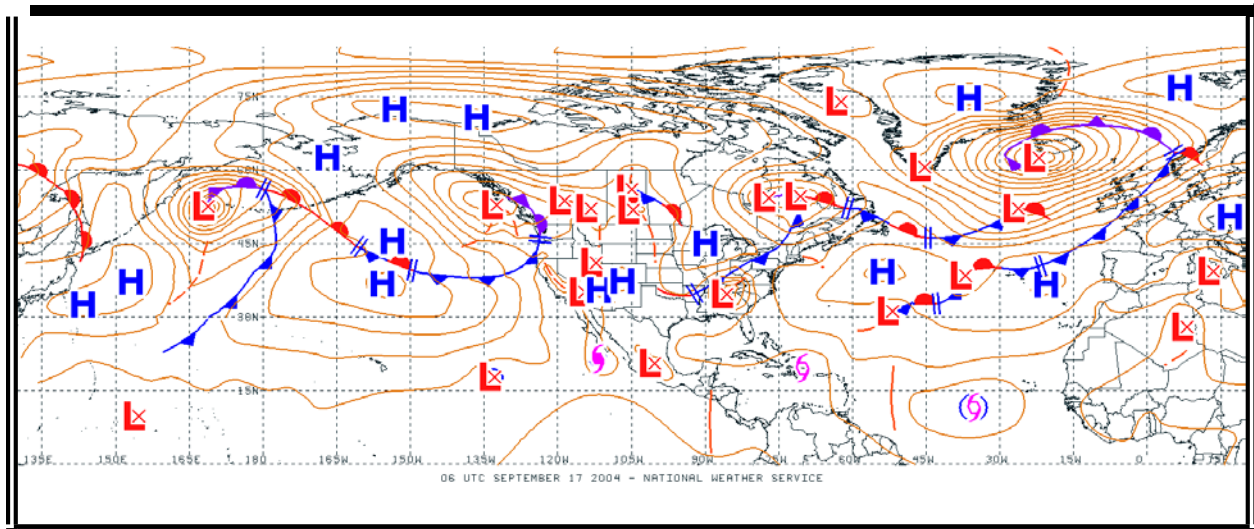 H H
75N L H H
H L L
L L L L L L L L L H
45N H H
H H H L L H H L H L H L
30N L L
L L
15N
L
135E 150E 165E 180 165W 150W 135W 120W 105W 90W 75W 60W 45W 30W 15W 0 15E
06 UTC SEPTEMBER 17 2004 - NATIONAL WEATHER SERVICE